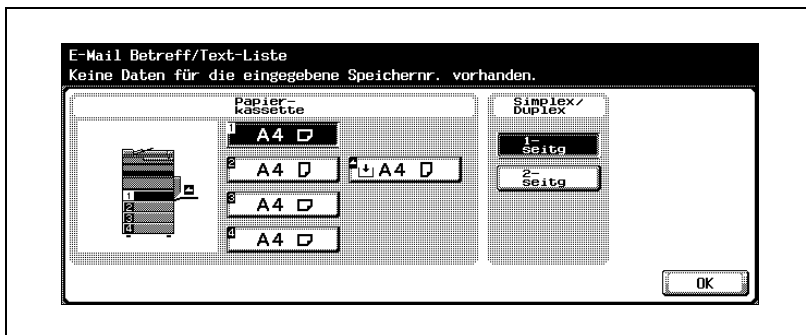 E-Mail Betreff/Text-Liste
Keine Daten für die eingegebene Speichernr. vorhanden.
Papier-
kassette
Simplex/
Duplex
1 A4
2 A4
A4
3 A4
4 A4
1
2
3
4
1-
seitg
2-
seitg
OK